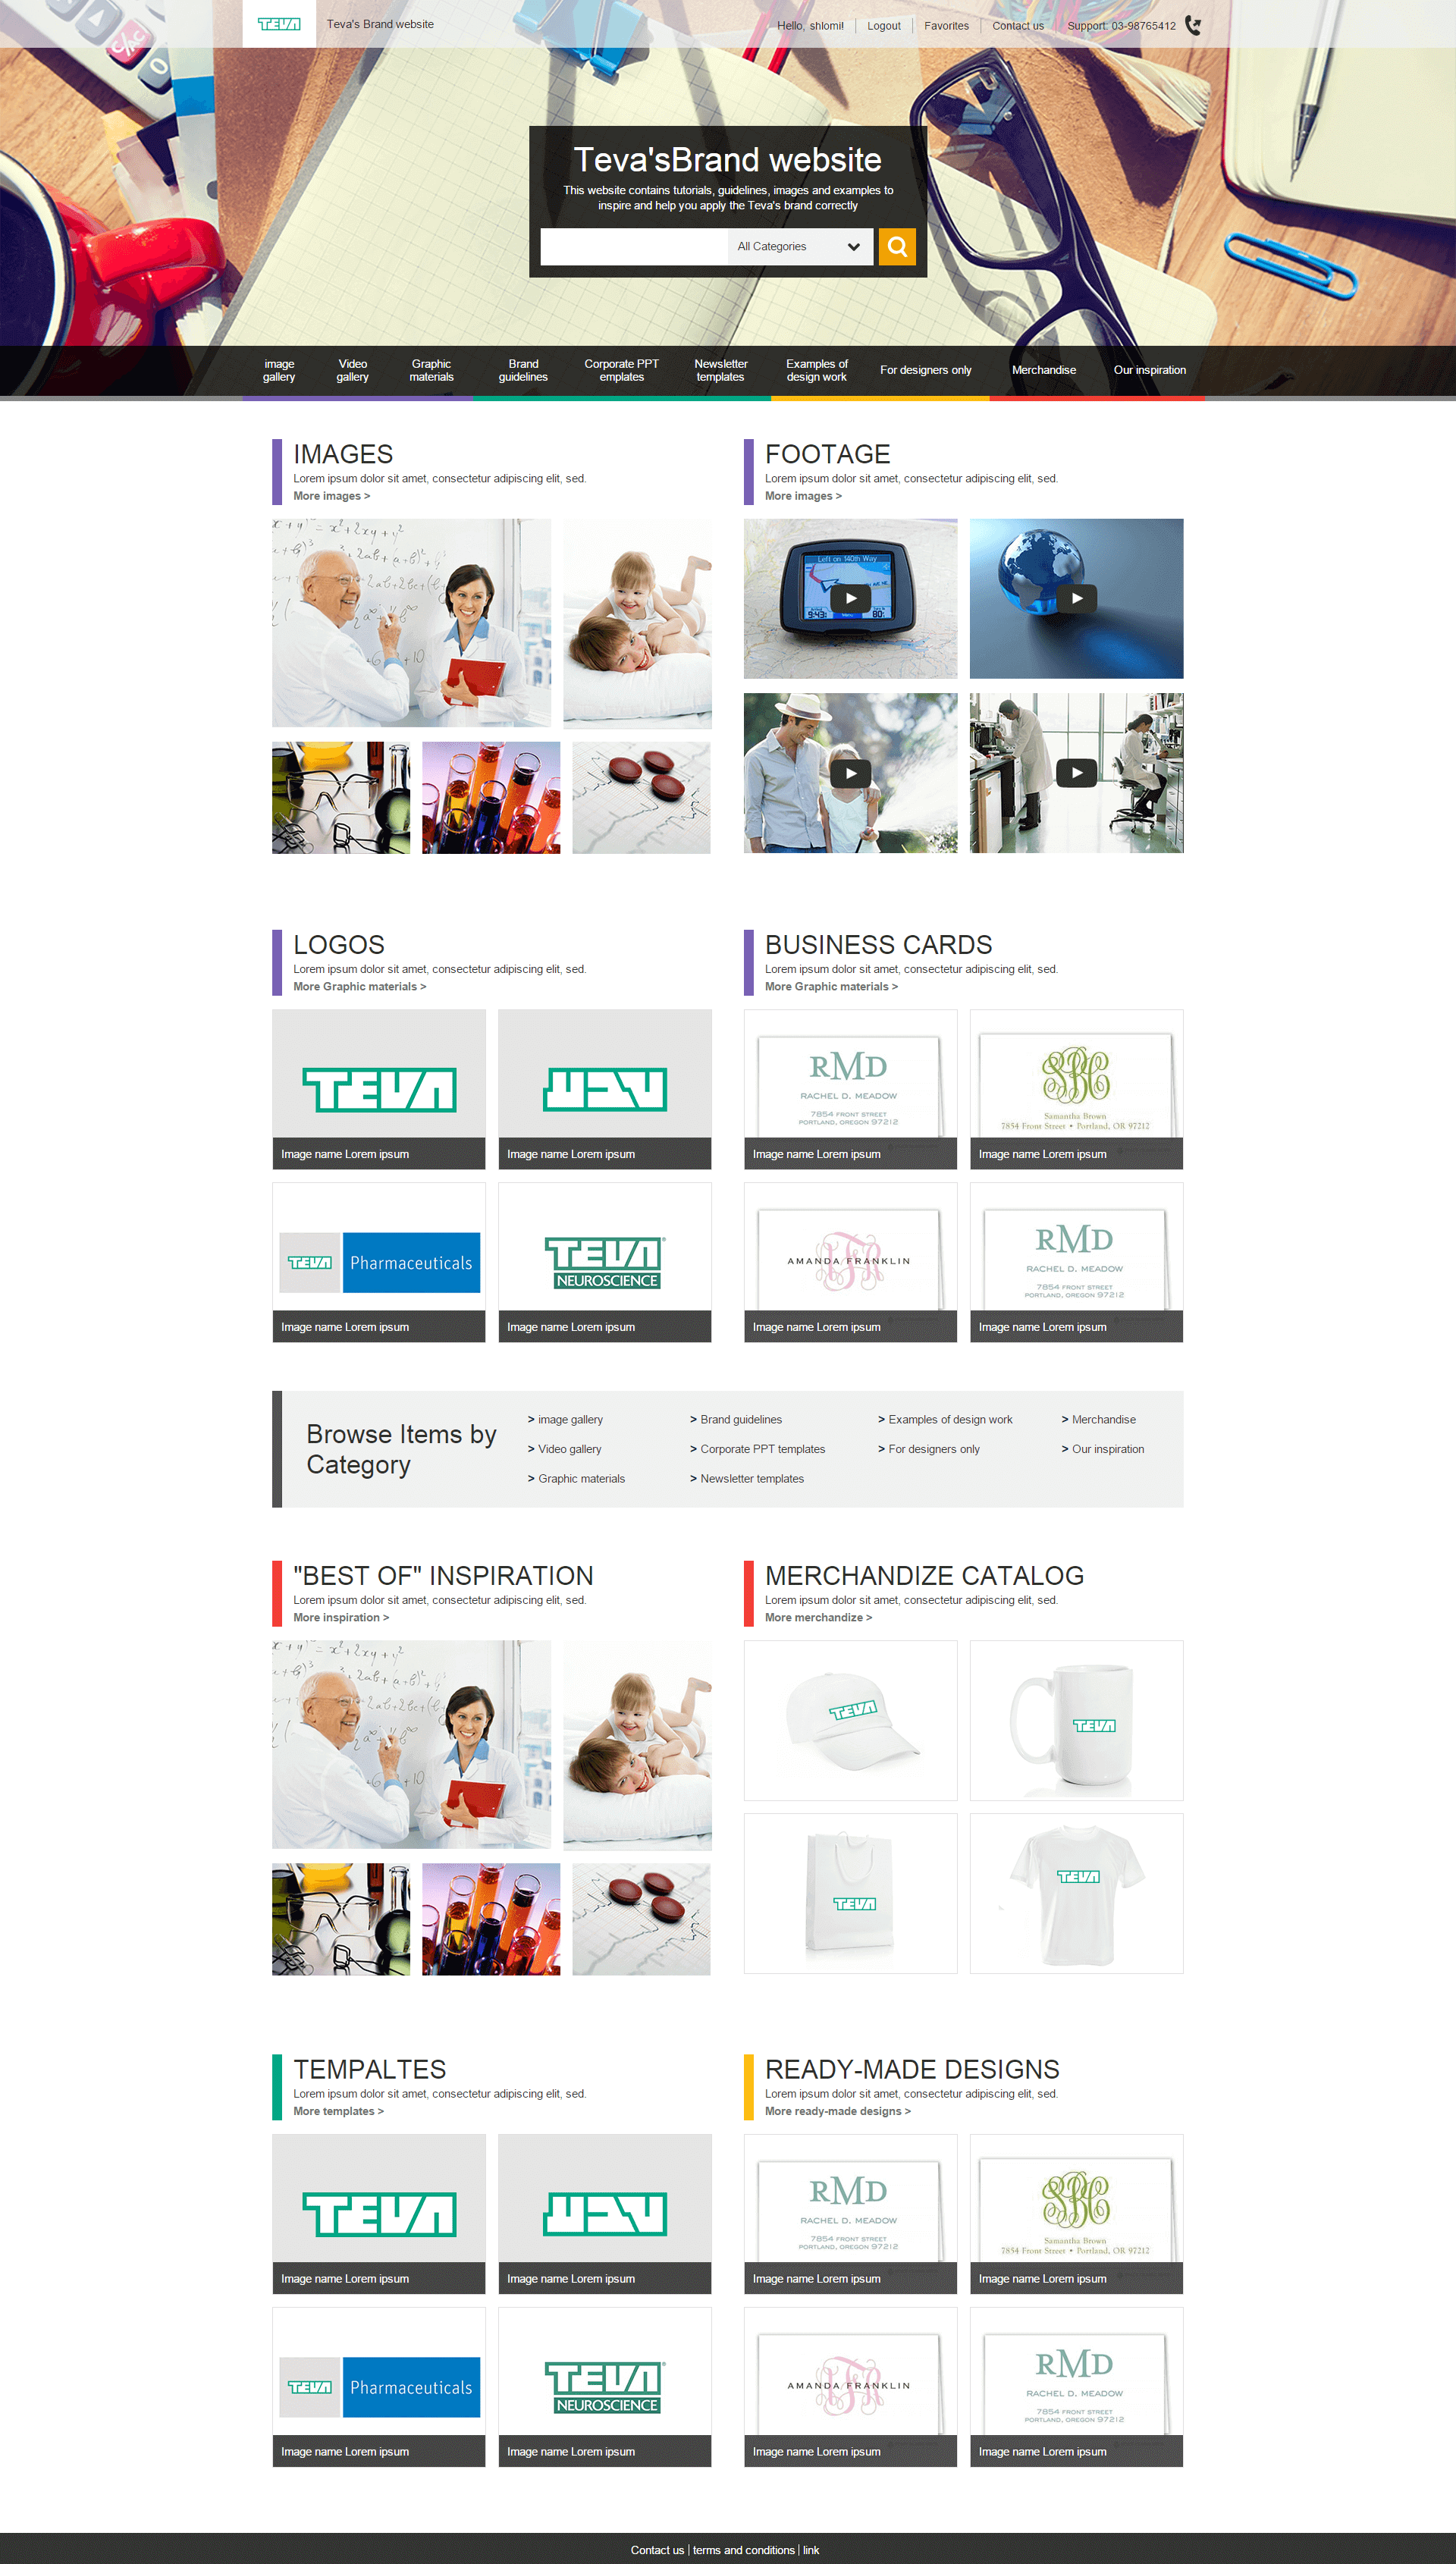 TEVA
Teva's Brand website
Hello, shlomi!
Logout
Favorites
Contact us
Support: 03-98765412
C/AC
Teva'sBrand website
This website contains tutorials, guidelines, images and examples to
inspire and help you apply the Teva's brand correctly
All Categories
image
gallery
Video
gallery
Graphic
materials
Brand
guidelines
Corporate PPT
emplates
Newsletter
templates
Examples of
design work
For designers only
Merchandise
Our inspiration
IMAGES
Lorem ipsum dolor sit amet, consectetur adipiscing elit, sed.
More images >
FOOTAGE
Lorem ipsum dolor sit amet, consectetur adipiscing elit, sed.
More images >
Left on 140th Way
9:43
80
LOGOS
Lorem ipsum dolor sit amet, consectetur adipiscing elit, sed.
More Graphic materials >
TEVA
טבע
Image name Lorem ipsum
Image name Lorem ipsum
TEVA Pharmaceuticals
TEVA®
NEUROSCIENCE
Image name Lorem ipsum
Image name Lorem ipsum
BUSINESS CARDS
Lorem ipsum dolor sit amet, consectetur adipiscing elit, sed.
More Graphic materials >
RMD
RACHEL D. MEADOW
7854 FRONT STREET
PORTLAND, OREGON 97212
Image name Lorem ipsum
SBC
Samantha Brown
7854 Front Street • Portland, OR 97212
Image name Lorem ipsum
AMANDA FRANKLIN
Image name Lorem ipsum
RMD
RACHEL D. MEADOW
7854 FRONT STREET
PORTLAND, OREGON 97212
Image name Lorem ipsum
Browse Items by
Category
> image gallery
> Video gallery
> Graphic materials
> Brand guidelines
> Corporate PPT templates
> Newsletter templates
> Examples of design work
> For designers only
> Merchandise
> Our inspiration
"BEST OF" INSPIRATION
Lorem ipsum dolor sit amet, consectetur adipiscing elit, sed.
More inspiration >
MERCHANDIZE CATALOG
Lorem ipsum dolor sit amet, consectetur adipiscing elit, sed.
More merchandize >
TEVA
TEVA
TEVA
TEVA
TEMPALTES
Lorem ipsum dolor sit amet, consectetur adipiscing elit, sed.
More templates >
TEVA
טבע
Image name Lorem ipsum
Image name Lorem ipsum
TEVA Pharmaceuticals
TEVA®
NEUROSCIENCE
Image name Lorem ipsum
Image name Lorem ipsum
READY-MADE DESIGNS
Lorem ipsum dolor sit amet, consectetur adipiscing elit, sed.
More ready-made designs >
RMD
RACHEL D. MEADOW
7854 FRONT STREET
PORTLAND, OREGON 97212
Image name Lorem ipsum
SBC
Samantha Brown
7854 Front Street • Portland, OR 97212
Image name Lorem ipsum
AMANDA FRANKLIN
Image name Lorem ipsum
RMD
RACHEL D. MEADOW
7854 FRONT STREET
PORTLAND, OREGON 97212
Image name Lorem ipsum
Contact us | terms and conditions | link